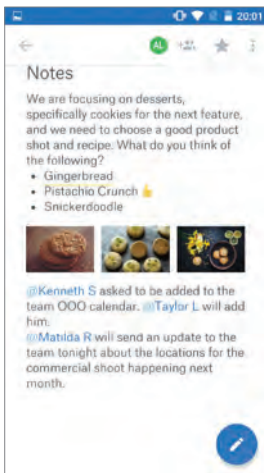 20:01
AL
Notes
We are focusing on desserts,
specifically cookies for the next feature,
and we need to choose a good product
shot and recipe. What do you think of
the following?
• Gingerbread
• Pistachio Crunch 👍
• Snickerdoodle
@Kenneth S asked to be added to the
team OOO calendar. @Taylor L will add
him.
@Matilda R will send an update to the
team tonight about the locations for the
commercial shoot happening next
month.